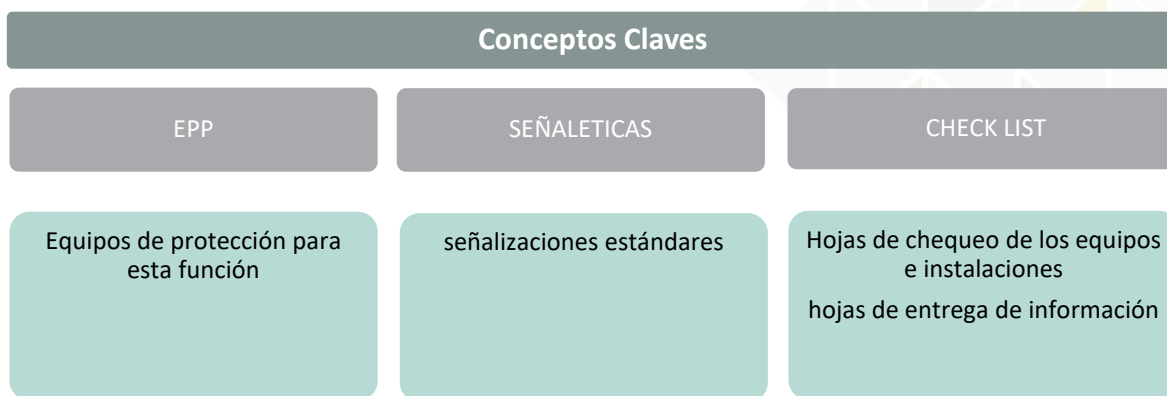 Conceptos Claves
EPP
SEÑALETICAS
CHECK LIST
Equipos de protección para
esta función
señalizaciones estándares
Hojas de chequeo de los equipos
e instalaciones
hojas de entrega de información